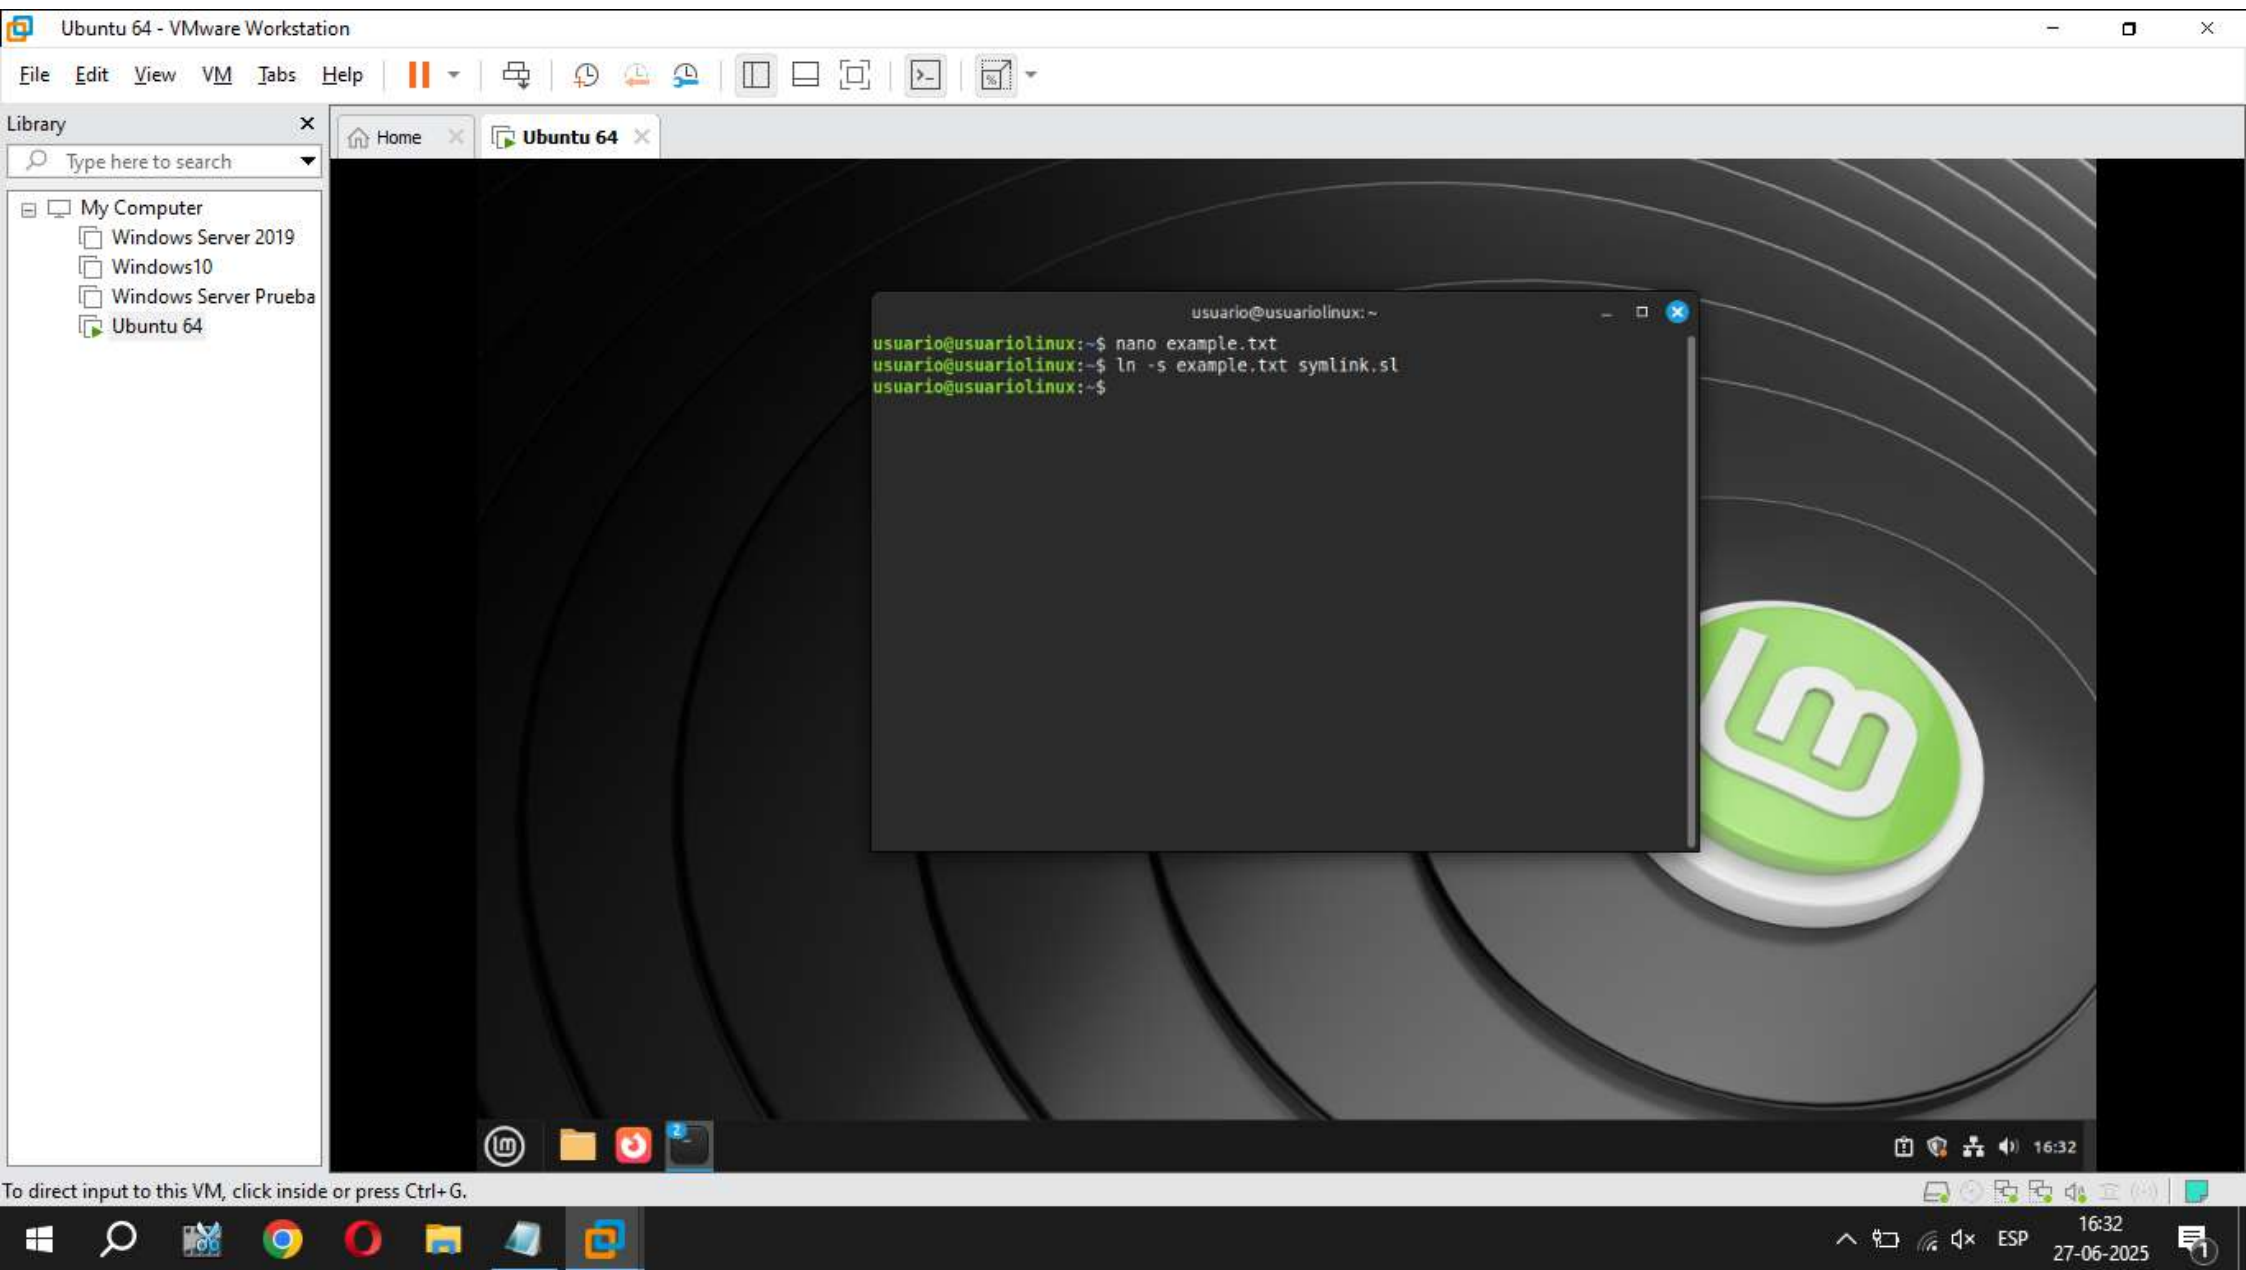 Ubuntu 64 - VMware Workstation
File Edit View VM Tabs Help
Library
Home
Ubuntu 64
Type here to search
My Computer
Windows Server 2019
Windows10
Windows Server Prueba
Ubuntu 64
usuario@usuariolinux: ~
usuario@usuariolinux:~$ nano example.txt
usuario@usuariolinux:~$ ln -s example.txt symlink.sl
usuario@usuariolinux:~$
2
16:32
To direct input to this VM, click inside or press Ctrl+G.
ESP
16:32
27-06-2025
1